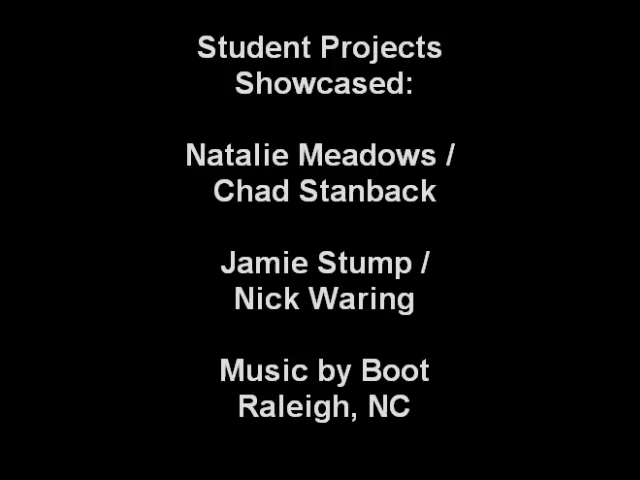 Student Projects
Showcased:
Natalie Meadows /
Chad Stanback
Jamie Stump /
Nick Waring
Music by Boot
Raleigh, NC